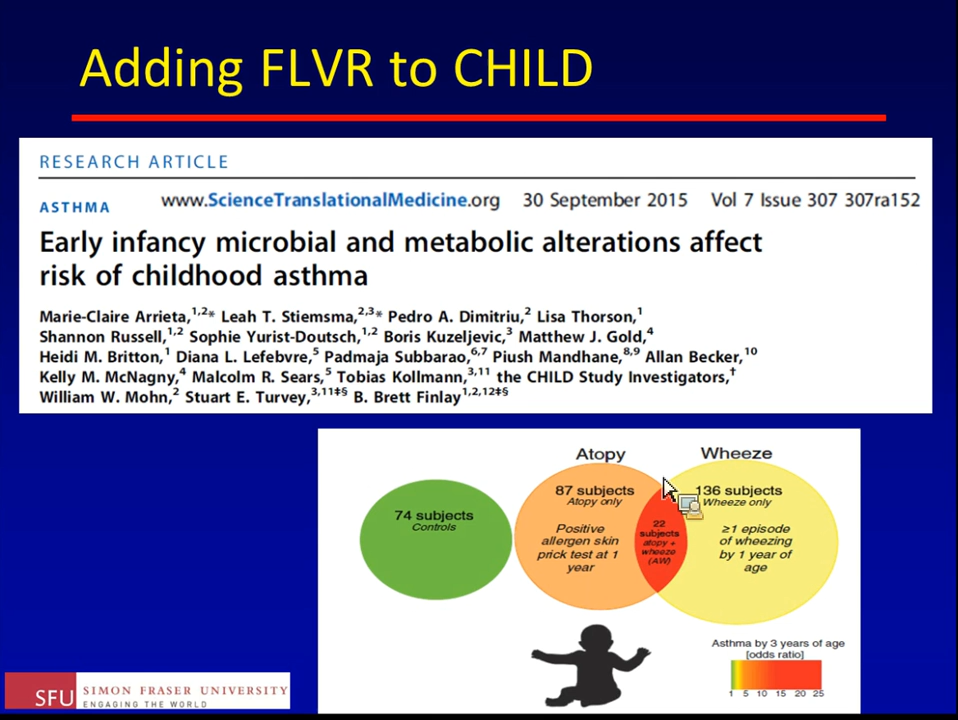 Adding FLVR to CHILD
RESEARCH ARTICLE
ASTHMA www.ScienceTranslationalMedicine.org 30 September 2015 Vol 7 Issue 307 307ra152
Early infancy microbial and metabolic alterations affect
risk of childhood asthma
Marie-Claire Arrieta,1,2* Leah T. Stiemsma,2,3* Pedro A. Dimitriu,2 Lisa Thorson,1
Shannon Russell,1,2 Sophie Yurist-Doutsch,1,2 Boris Kuzeljevic,3 Matthew J. Gold,4
Heidi M. Britton,1 Diana L. Lefebvre,5 Padmaja Subbarao,6,7 Piush Mandhane,8,9 Allan Becker,10
Kelly M. McNagny,4 Malcolm R. Sears,5 Tobias Kollmann,3,11 the CHILD Study Investigators,†
William W. Mohn,2 Stuart E. Turvey,3,11‡§ B. Brett Finlay1,2,12‡§
Atopy
Wheeze
74 subjects
Controls
87 subjects
Atopy only
Positive
allergen skin
prick test at 1
year
22
subjects
atopy +
wheeze
(AW)
136 subjects
Wheeze only
≥1 episode
of wheezing
by 1 year of
age
Asthma by 3 years of age
[odds ratio]
1 5 10 15 20 25
SFU SIMON FRASER UNIVERSITY
ENGAGING THE WORLD